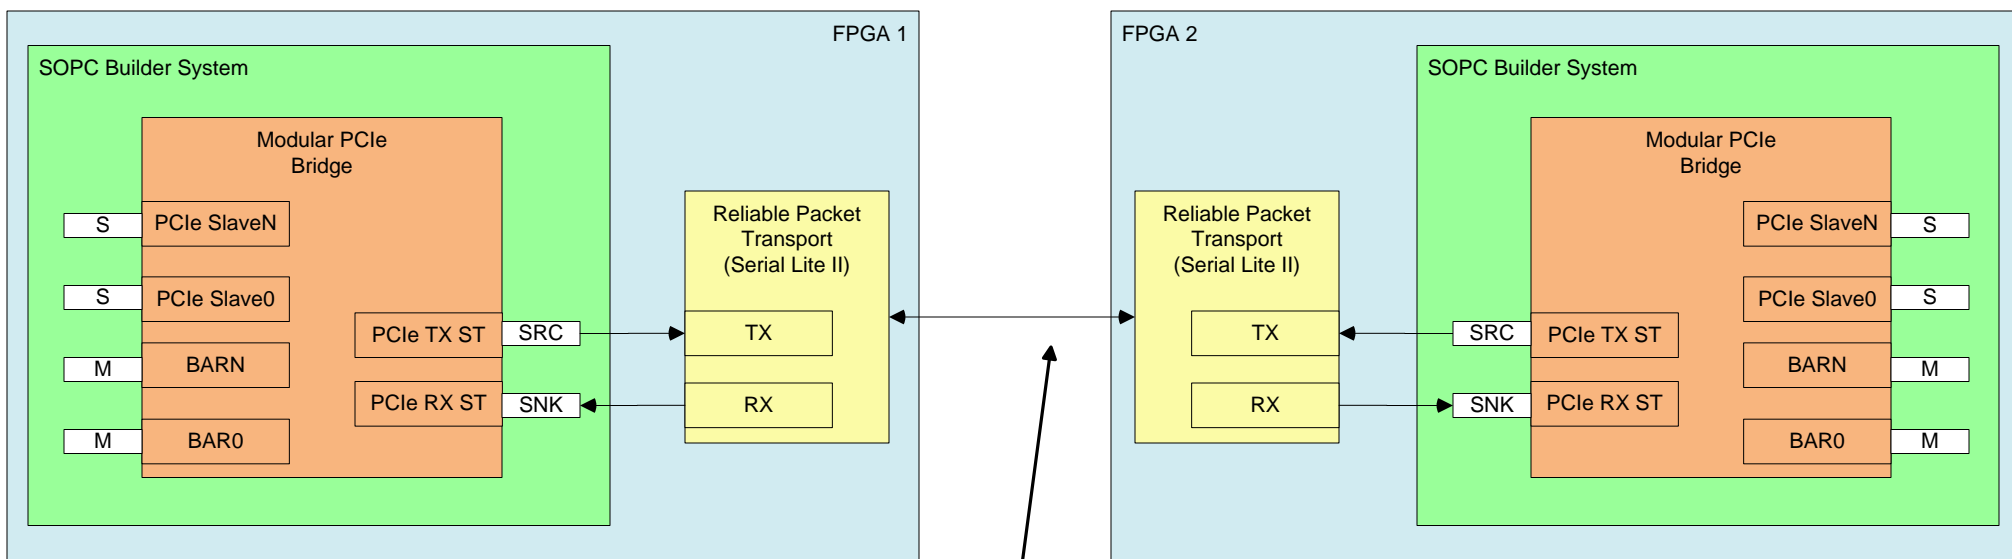 FPGA 1
SOPC Builder System
Modular PCIe
Bridge
S
PCIe SlaveN
S
PCIe Slave0
M
BARN
M
BAR0
PCIe TX ST
SRC
PCIe RX ST
SNK
Reliable Packet
Transport
(Serial Lite II)
TX
RX
FPGA 2
Reliable Packet
Transport
(Serial Lite II)
TX
RX
SOPC Builder System
Modular PCIe
Bridge
SRC
PCIe TX ST
SNK
PCIe RX ST
PCIe SlaveN
S
PCIe Slave0
S
BARN
M
BAR0
M